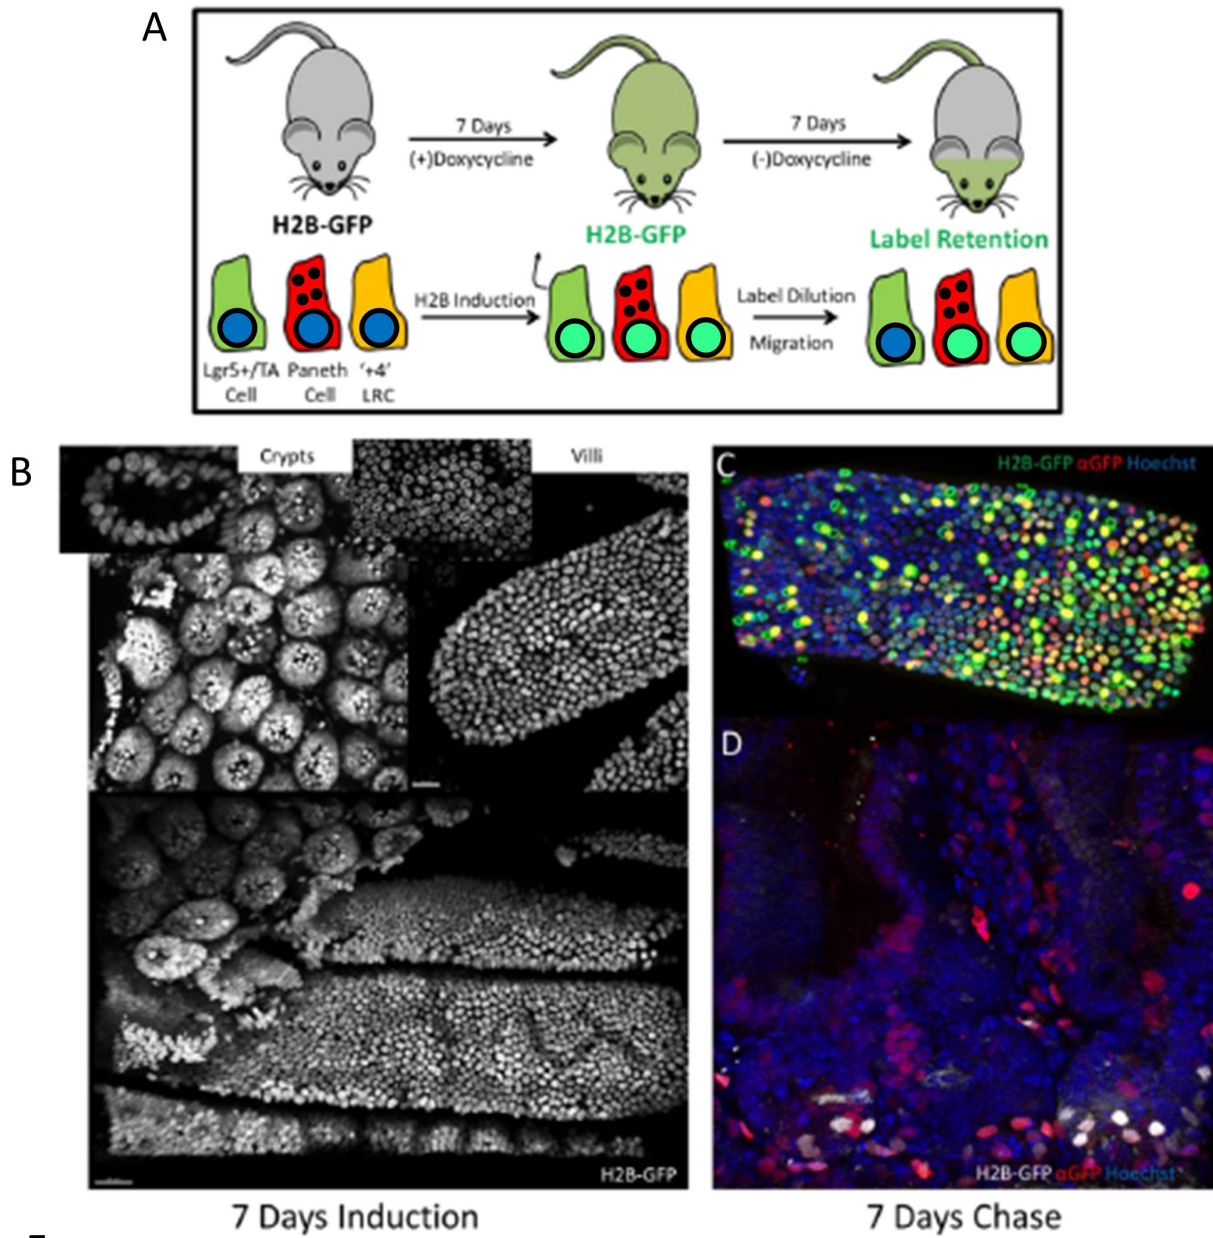 A
7 Days
(+)Doxycycline
7 Days
(-)Doxycycline
H2B-GFP
H2B-GFP
Label Retention
H2B Induction
Label Dilution
Migration
Lgr5+/TA
Cell
Paneth
Cell
'+4'
LRC
B
Crypts
Villi
H2B-GFP
7 Days Induction
C
H2B-GFP αGFP Hoechst
D
H2B-GFP αGFP Hoechst
7 Days Chase